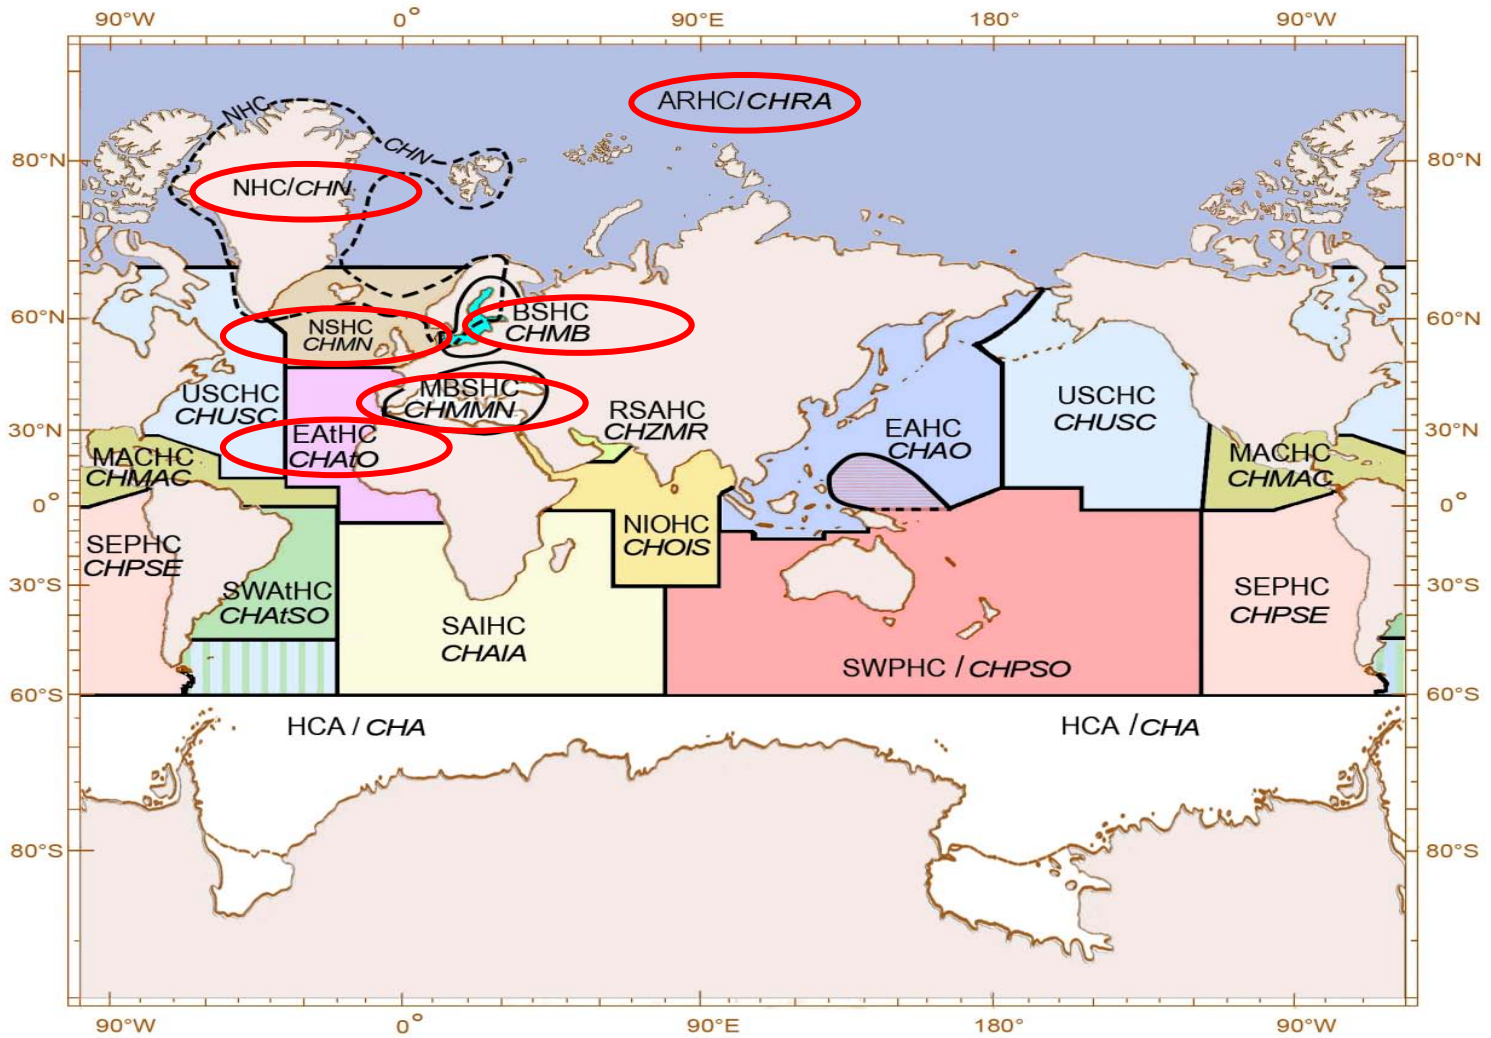 90°W 0° 90°E 180° 90°W
ARHC/CHRA
NHC
CHN
80°N 80°N
NHC/CHN
60°N 60°N
BSHC
CHMB
NSHC
CHMN
MBSHC
CHMMN
USCHC
CHUSC
RSAHC
CHZMR
USCHC
CHUSC
30°N 30°N
EAtHC
CHAtO
EAHC
CHAO
MACHC
CHMAC
MACHC
CHMAC
0° 0°
NIOHC
CHOIS
SEPHC
CHPSE
30°S 30°S
SWAtHC
CHAtSO
SEPHC
CHPSE
SAIHC
CHAIA
SWPHC / CHPSO
60°S 60°S
HCA / CHA HCA / CHA
80°S 80°S
90°W 0° 90°E 180° 90°W